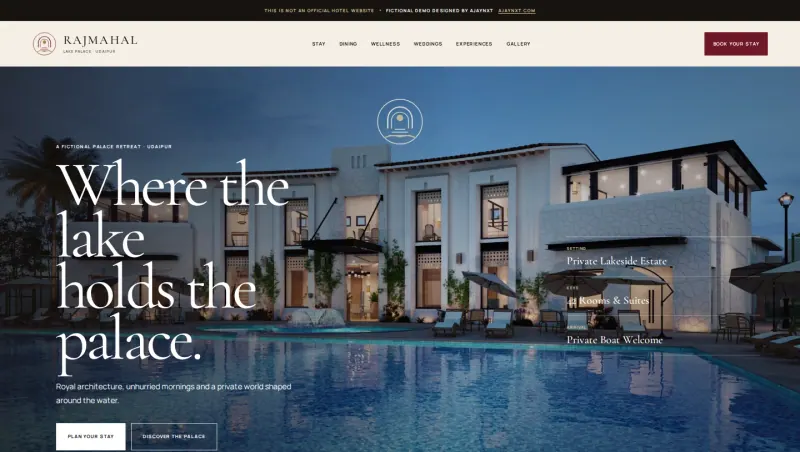 THIS IS NOT AN OFFICIAL HOTEL WEBSITE • FICTIONAL DEMO DESIGNED BY AJAYNXT AJAYNXT.COM
RAJMAHAL
LAKE PALACE · UDAIPUR
STAY DINING WELLNESS WEDDINGS EXPERIENCES GALLERY
BOOK YOUR STAY
A FICTIONAL PALACE RETREAT · UDAIPUR
Where the
lake
holds the
palace.
Royal architecture, unhurried mornings and a private world shaped
around the water.
PLAN YOUR STAY
DISCOVER THE PALACE
SETTING
Private Lakeside Estate
KEYS
42 Rooms & Suites
ARRIVAL
Private Boat Welcome